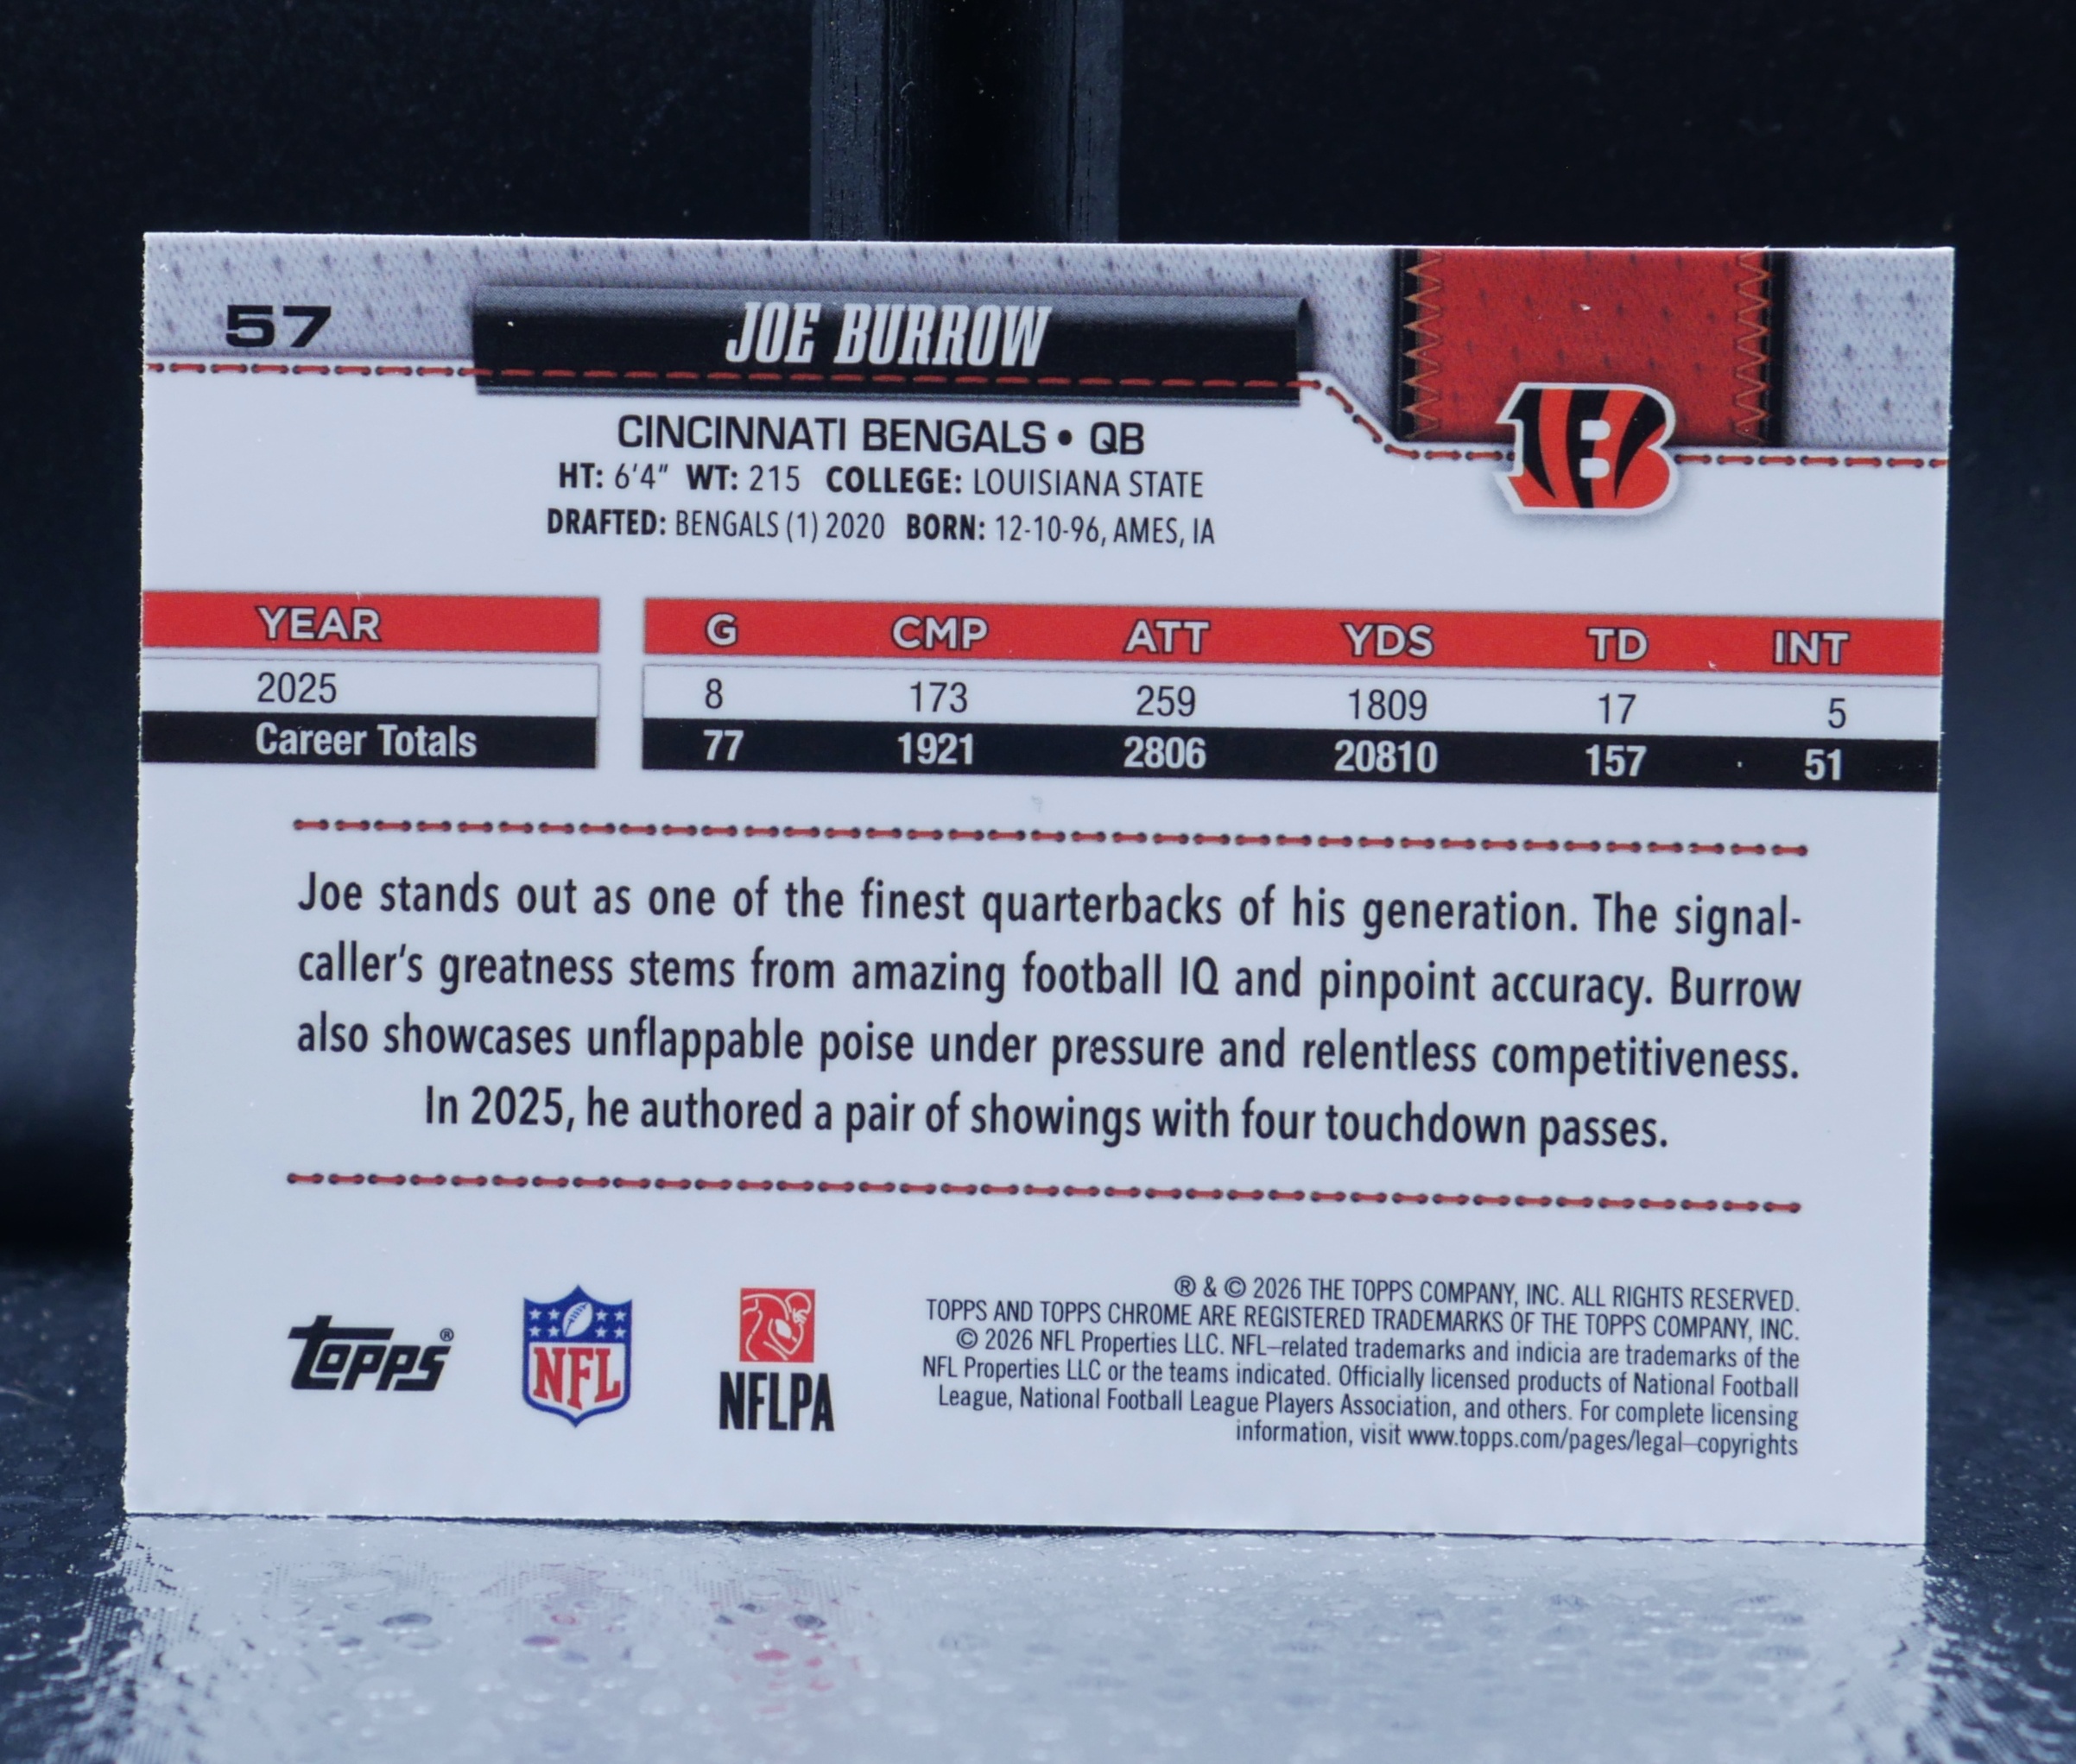 57
JOE BURROW
CINCINNATI BENGALS • QB
HT: 6'4" WT: 215 COLLEGE: LOUISIANA STATE
DRAFTED: BENGALS (1) 2020 BORN: 12-10-96, AMES, IA
YEAR G CMP ATT YDS TD INT
2025 8 173 259 1809 17 5
Career Totals 77 1921 2806 20810 157 51
Joe stands out as one of the finest quarterbacks of his generation. The signal-
caller's greatness stems from amazing football IQ and pinpoint accuracy. Burrow
also showcases unflappable poise under pressure and relentless competitiveness.
In 2025, he authored a pair of showings with four touchdown passes.
topps®
NFL
NFLPA
® & © 2026 THE TOPPS COMPANY, INC. ALL RIGHTS RESERVED.
TOPPS AND TOPPS CHROME ARE REGISTERED TRADEMARKS OF THE TOPPS COMPANY, INC.
© 2026 NFL Properties LLC. NFL–related trademarks and indicia are trademarks of the
NFL Properties LLC or the teams indicated. Officially licensed products of National Football
League, National Football League Players Association, and others. For complete licensing
information, visit www.topps.com/pages/legal–copyrights